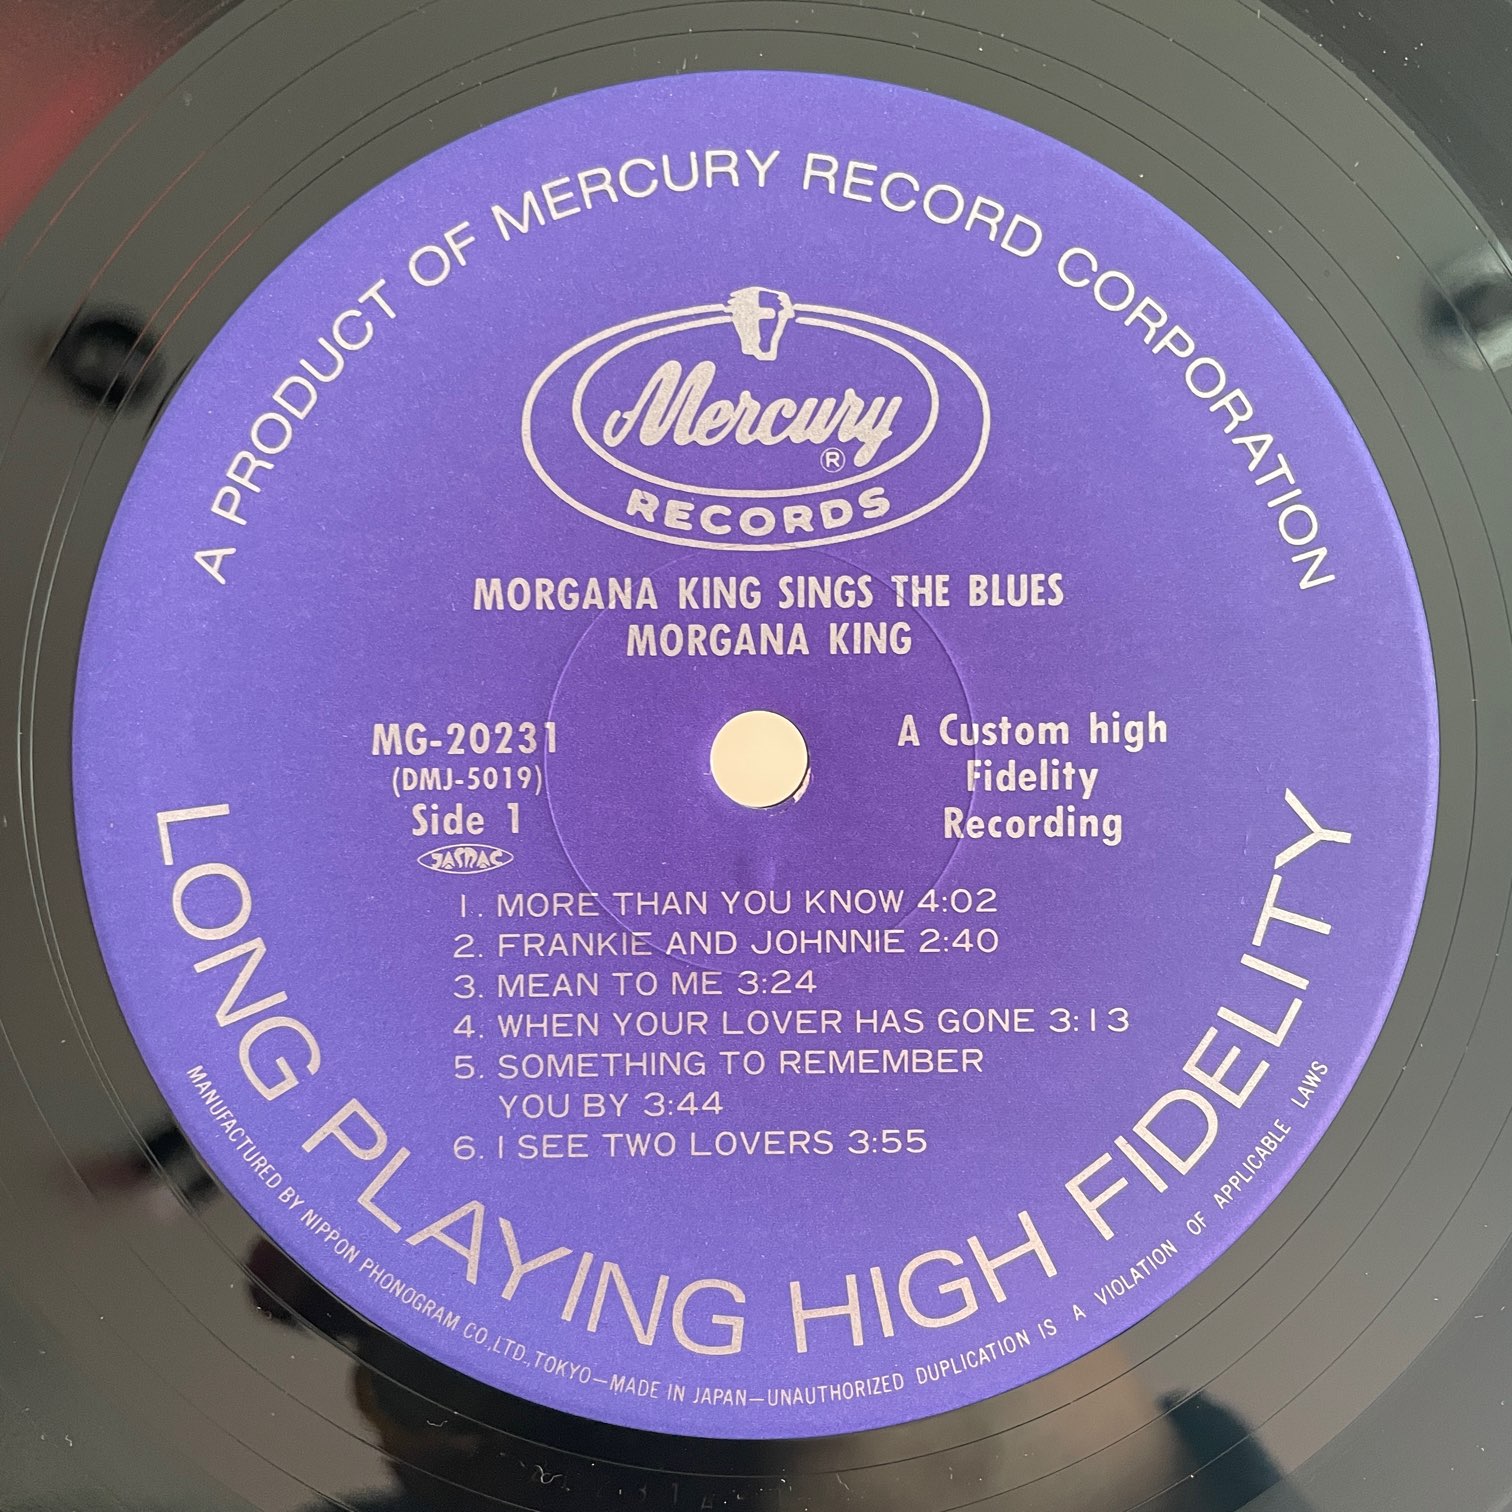 A PRODUCT OF MERCURY RECORD CORPORATION
Mercury
®
RECORDS
MORGANA KING SINGS THE BLUES
MORGANA KING
MG-20231
(DMJ-5019)
Side 1
JASRAC
A Custom high
Fidelity
Recording
1. MORE THAN YOU KNOW 4:02
2. FRANKIE AND JOHNNIE 2:40
3. MEAN TO ME 3:24
4. WHEN YOUR LOVER HAS GONE 3:13
5. SOMETHING TO REMEMBER
YOU BY 3:44
6. I SEE TWO LOVERS 3:55
LONG PLAYING HIGH FIDELITY
MANUFACTURED BY NIPPON PHONOGRAM CO.,LTD.,TOKYO—MADE IN JAPAN—UNAUTHORIZED DUPLICATION IS A VIOLATION OF APPLICABLE LAWS